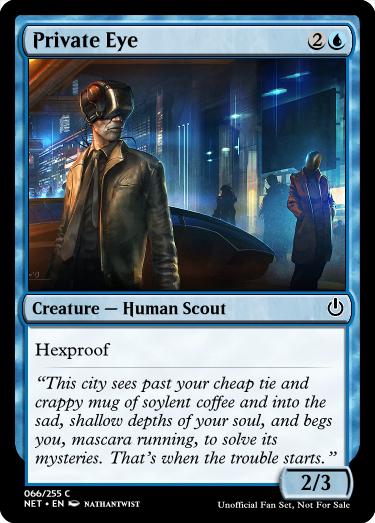 Private Eye 2
Creature — Human Scout
Hexproof
“This city sees past your cheap tie and
crappy mug of soylent coffee and into the
sad, shallow depths of your soul, and begs
you, mascara running, to solve its
mysteries. That’s when the trouble starts.”
2/3
066/255 C
NET • EN NATHANTWIST
Unofficial Fan Set, Not For Sale